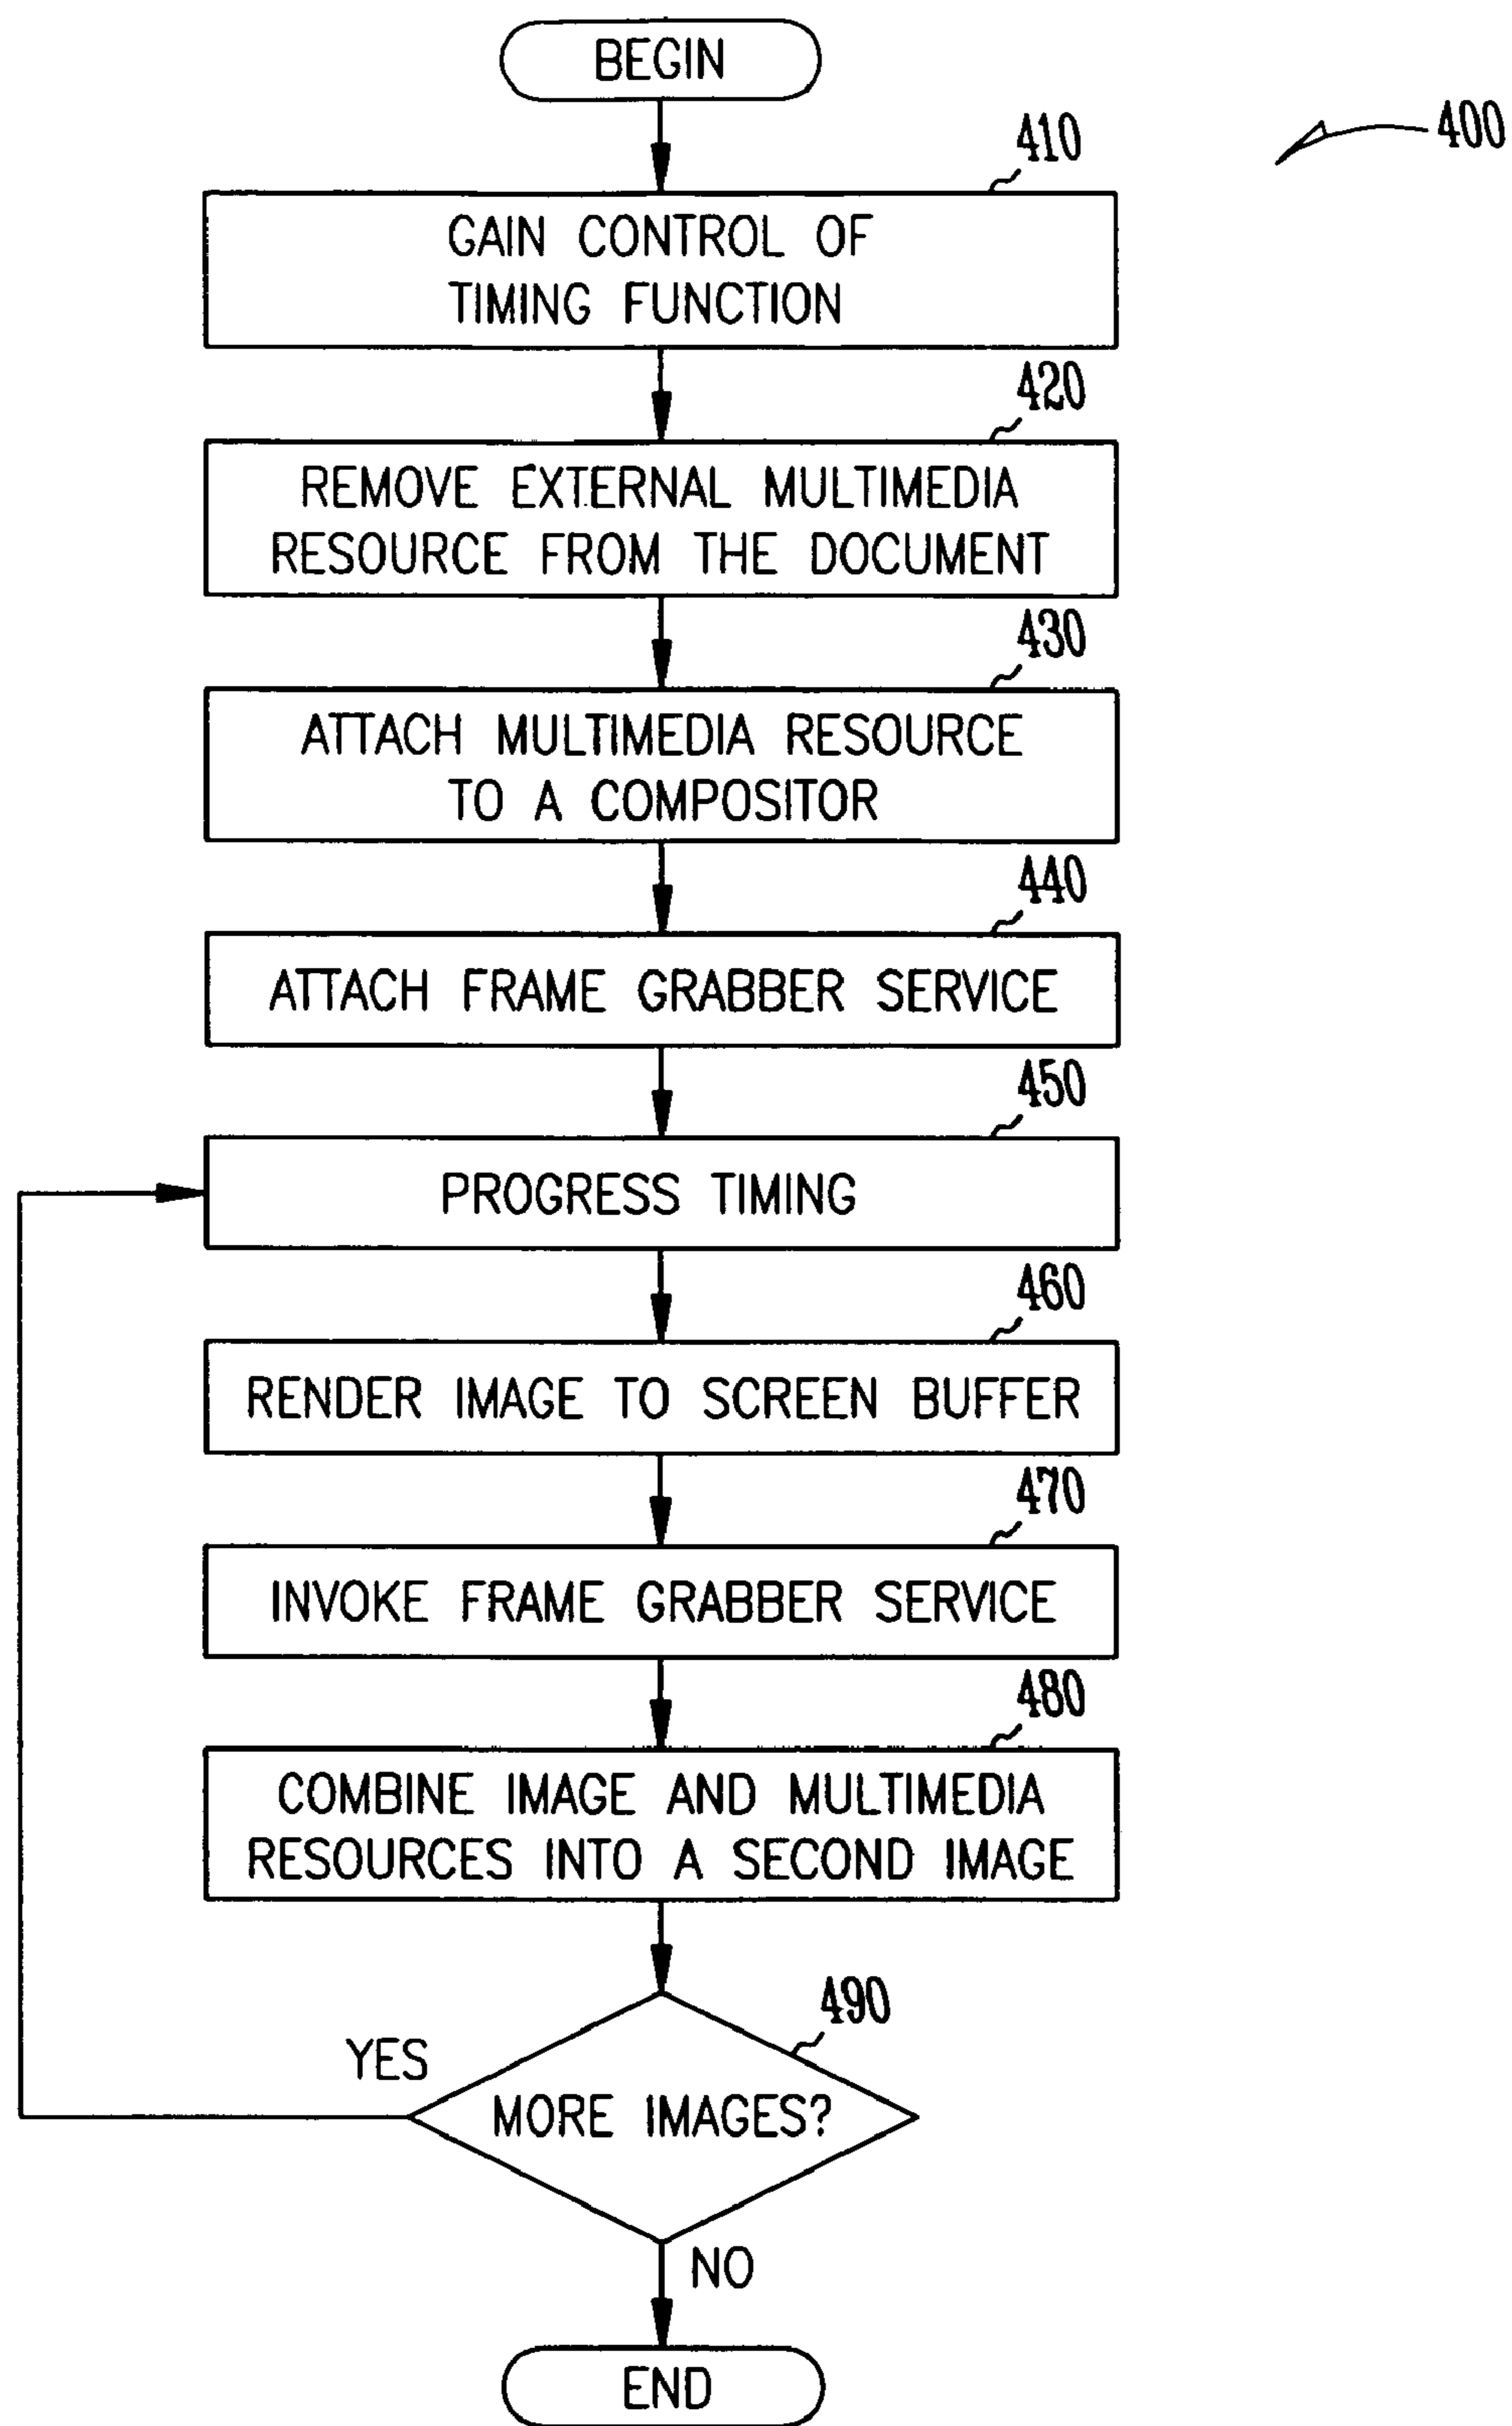 BEGIN
400
410
GAIN CONTROL OF
TIMING FUNCTION
420
REMOVE EXTERNAL MULTIMEDIA
RESOURCE FROM THE DOCUMENT
430
ATTACH MULTIMEDIA RESOURCE
TO A COMPOSITOR
440
ATTACH FRAME GRABBER SERVICE
450
PROGRESS TIMING
460
RENDER IMAGE TO SCREEN BUFFER
470
INVOKE FRAME GRABBER SERVICE
480
COMBINE IMAGE AND MULTIMEDIA
RESOURCES INTO A SECOND IMAGE
490
YES
MORE IMAGES?
NO
END